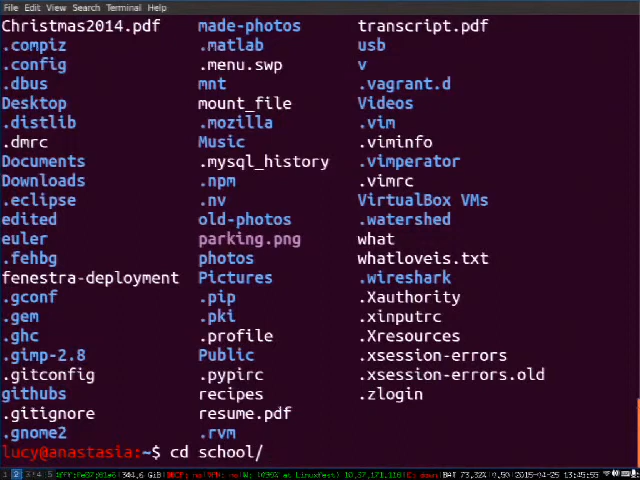 File Edit View Search Terminal Help
Christmas2014.pdf made-photos transcript.pdf
.compiz .matlab usb
.config .menu.swp v
.dbus mnt .vagrant.d
Desktop mount_file Videos
.distlib .mozilla .vim
.dmrc Music .viminfo
Documents .mysql_history .vimperator
Downloads .npm .vimrc
.eclipse .nv VirtualBox VMs
edited old-photos .watershed
euler parking.png what
.fehbg photos whatloveis.txt
fenestra-deployment Pictures .wireshark
.gconf .pip .Xauthority
.gem .pki .xinputrc
.ghc .profile .Xresources
.gimp-2.8 Public .xsession-errors
.gitconfig .pypirc .xsession-errors.old
githubs recipes .zlogin
.gitignore resume.pdf
.gnome2 .rvm
lucy@anastasia:~$ cd school/